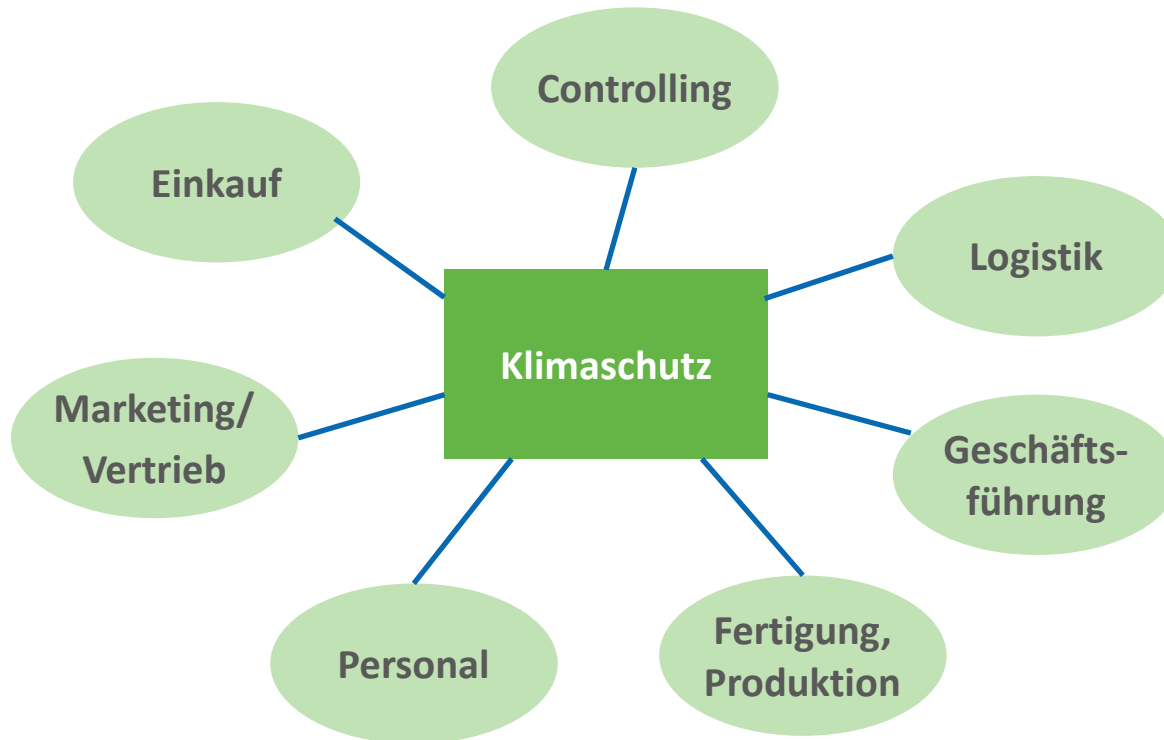 Controlling
Einkauf
Logistik
Klimaschutz
Marketing/
Vertrieb
Geschäfts-
führung
Personal
Fertigung,
Produktion